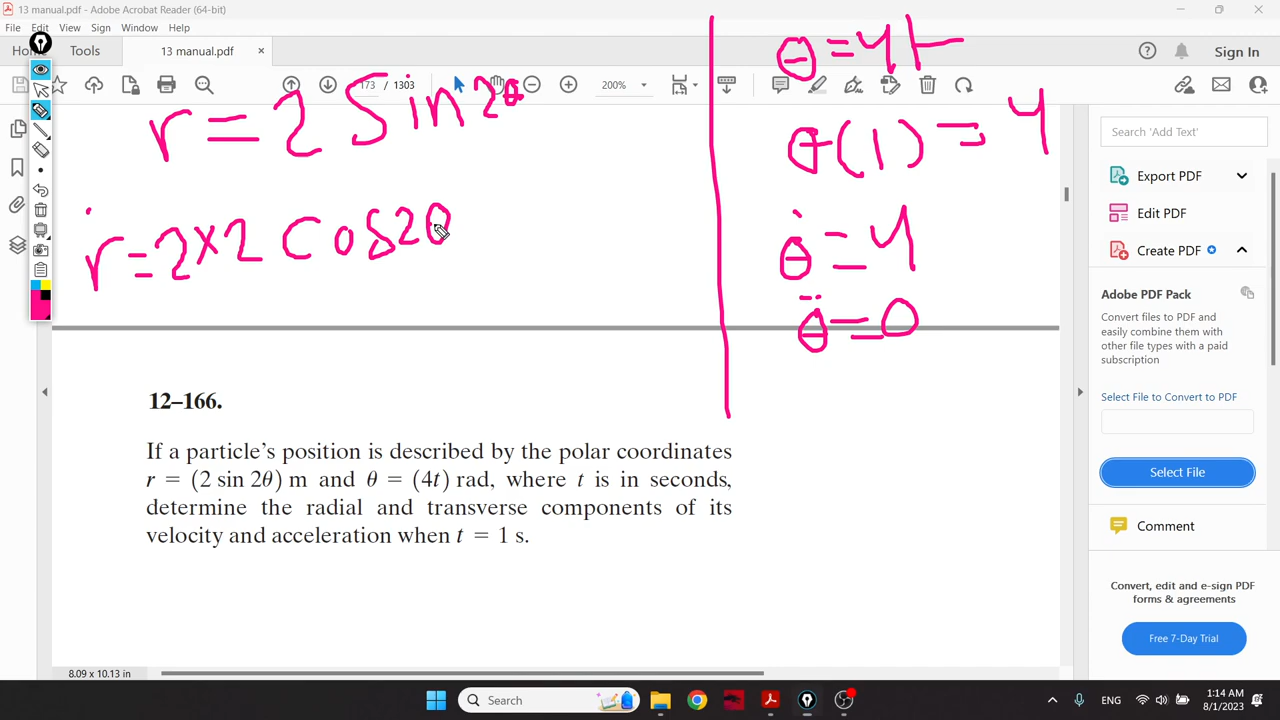 13 manual.pdf - Adobe Acrobat Reader (64-bit)
File Edit View Sign Window Help
Home Tools 13 manual.pdf × Sign In
173 / 1303 200%
r = 2 Sin2θ
ṙ = 2×2 Cos2θ
θ = 4t
θ(1) = 4
θ̇ = 4
θ̈ = 0
12–166.
If a particle's position is described by the polar coordinates
r = (2 sin 2θ) m and θ = (4t) rad, where t is in seconds,
determine the radial and transverse components of its
velocity and acceleration when t = 1 s.
8.09 x 10.13 in
Search 'Add Text'
Export PDF
Edit PDF
Create PDF
Adobe PDF Pack
Convert files to PDF and
easily combine them with
other file types with a paid
subscription
Select File to Convert to PDF
Select File
Comment
Convert, edit and e-sign PDF
forms & agreements
Free 7-Day Trial
Search
ENG
1:14 AM
8/1/2023